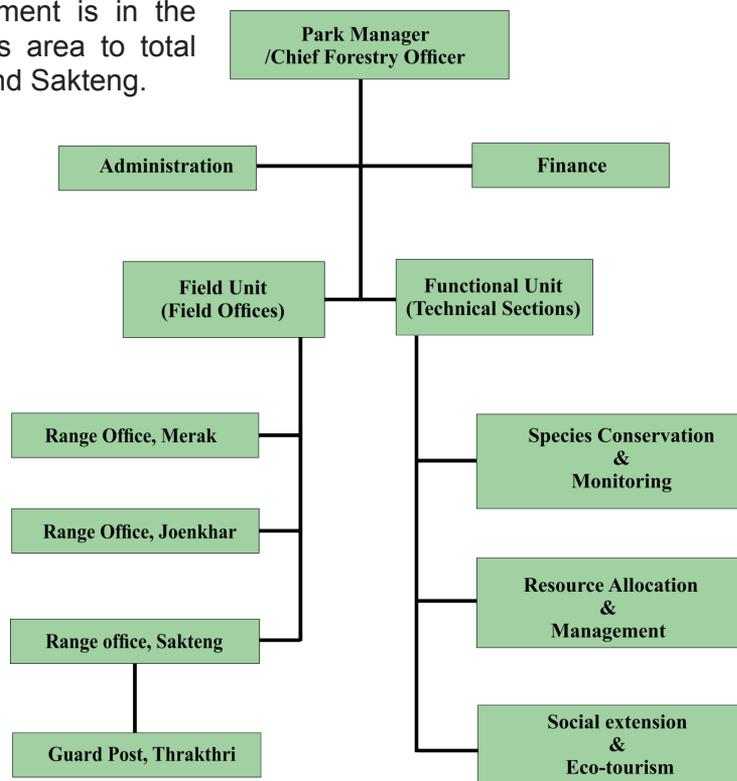 ment is in the
s area to total
nd Sakteng.
Park Manager
/Chief Forestry Officer
Administration
Finance
Field Unit
(Field Offices)
Functional Unit
(Technical Sections)
Range Office, Merak
Species Conservation
&
Monitoring
Range Office, Joenkhar
Resource Allocation
&
Management
Range office, Sakteng
Social extension
&
Eco-tourism
Guard Post, Thrakthri